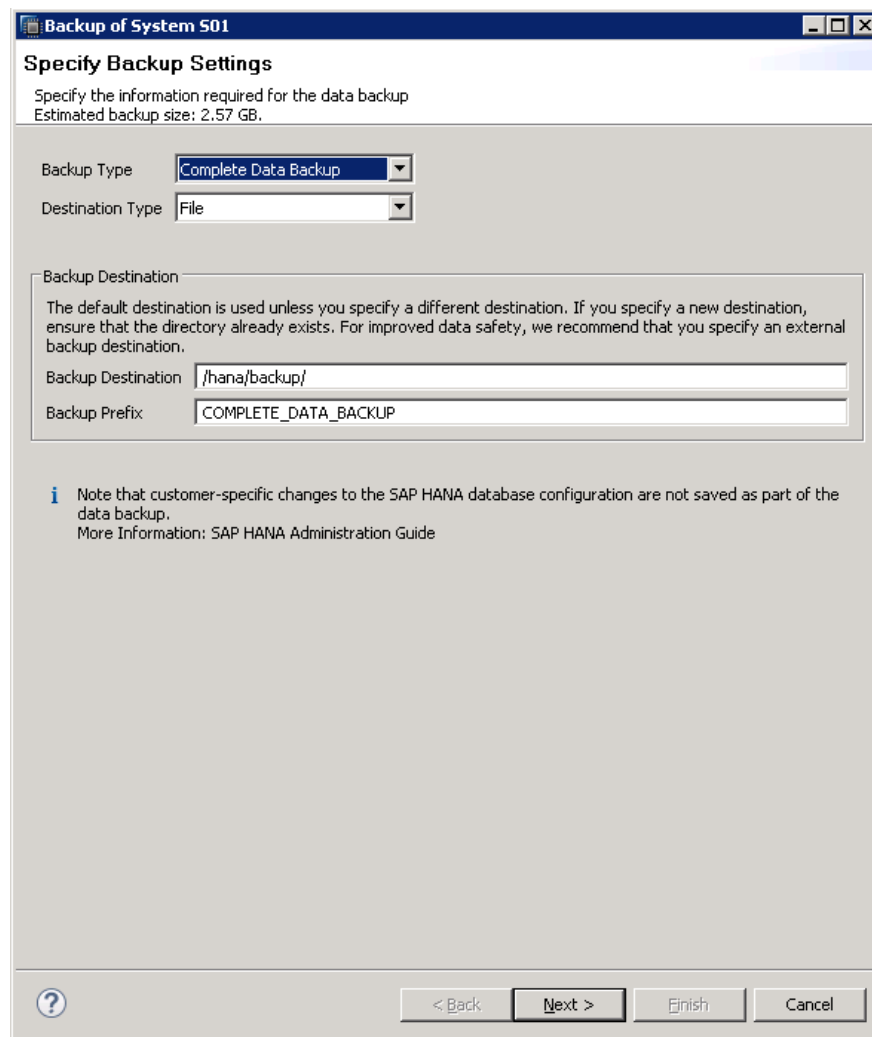 Backup of System S01
Specify Backup Settings
Specify the information required for the data backup
Estimated backup size: 2.57 GB.
Backup Type Complete Data Backup
Destination Type File
Backup Destination
The default destination is used unless you specify a different destination. If you specify a new destination,
ensure that the directory already exists. For improved data safety, we recommend that you specify an external
backup destination.
Backup Destination /hana/backup/
Backup Prefix COMPLETE_DATA_BACKUP
i Note that customer-specific changes to the SAP HANA database configuration are not saved as part of the
data backup.
More Information: SAP HANA Administration Guide
? < Back Next > Finish Cancel